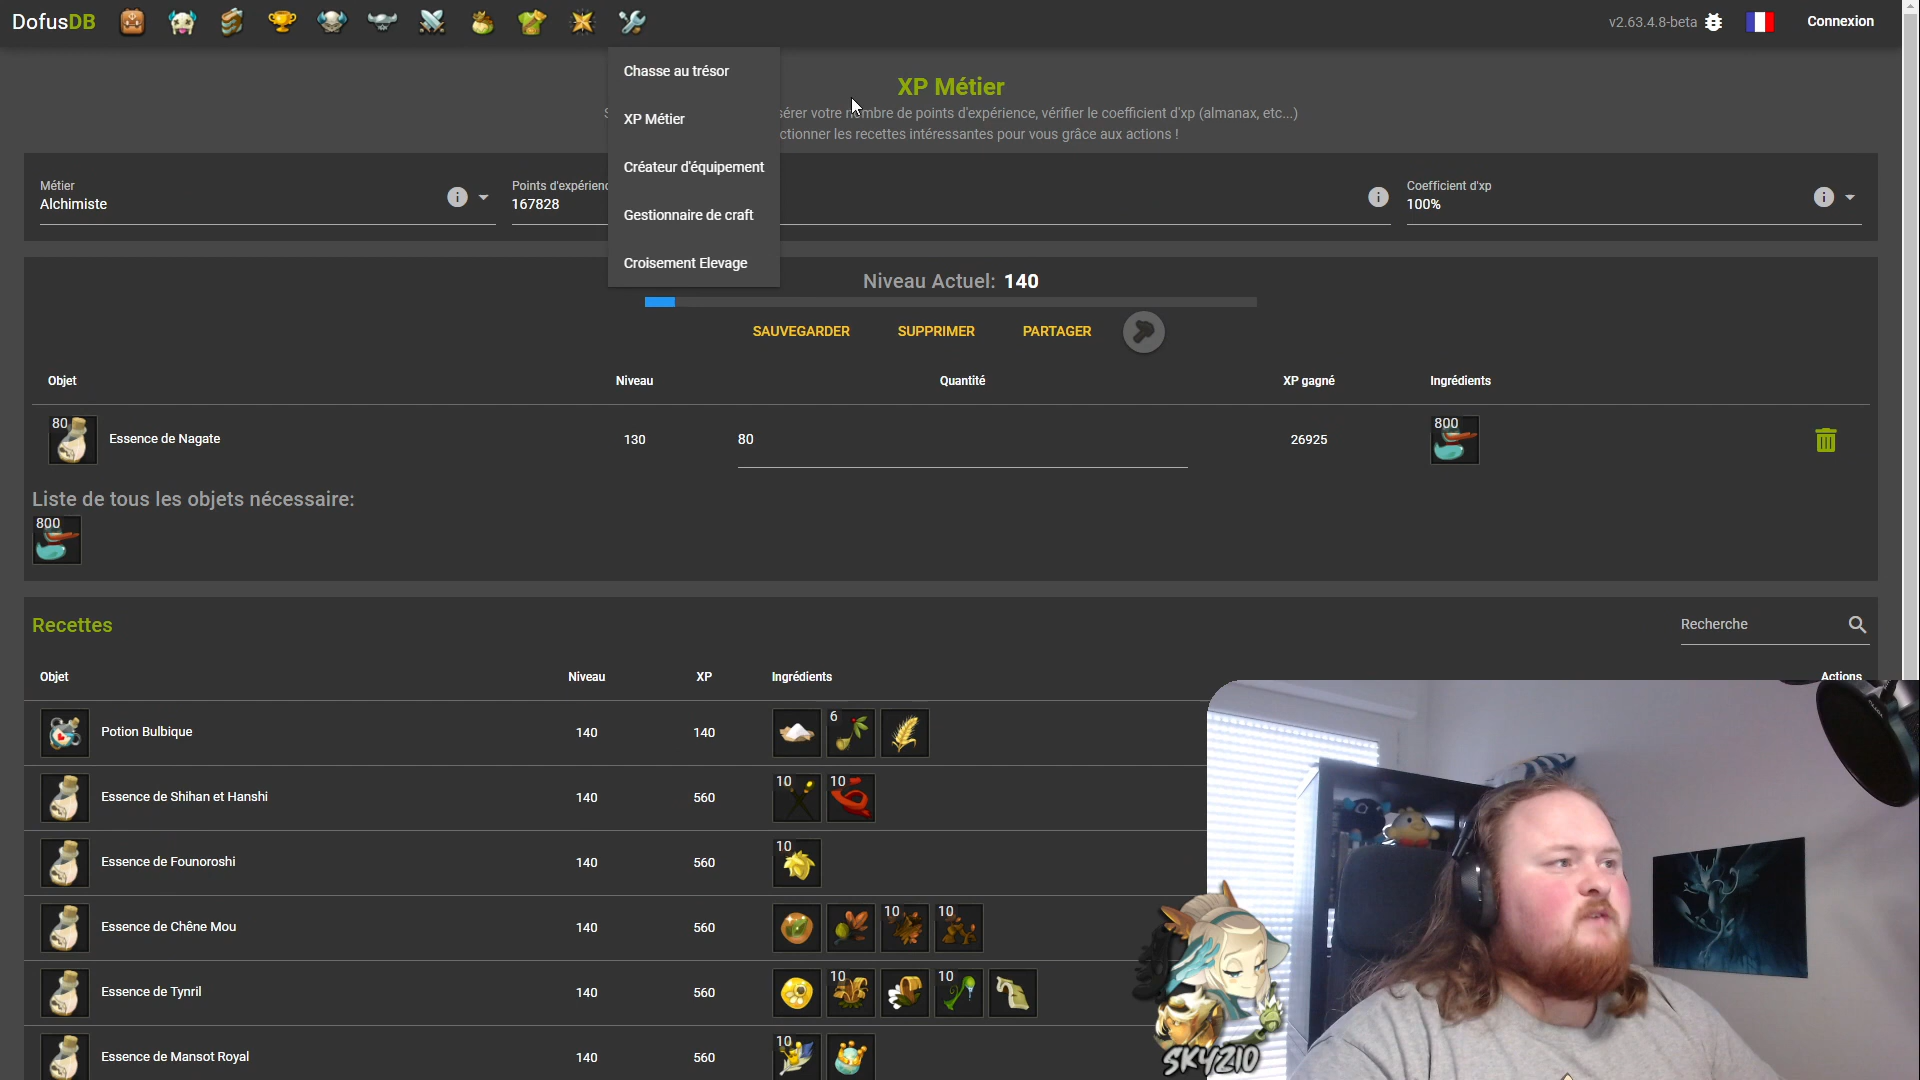 DofusDB
v2.63.4.8-beta
Connexion
Chasse au trésor
XP Métier
Créateur d'équipement
Gestionnaire de craft
Croisement Elevage
XP Métier
S
sérer votre nombre de points d'expérience, vérifier le coefficient d'xp (almanax, etc...)
ctionner les recettes intéressantes pour vous grâce aux actions !
Métier
Alchimiste
Points d'expérienc
167828
Coefficient d'xp
100%
Niveau Actuel: 140
SAUVEGARDER SUPPRIMER PARTAGER
Objet Niveau Quantité XP gagné Ingrédients
80 Essence de Nagate 130 80 26925 800
Liste de tous les objets nécessaire:
800
Recettes
Recherche
Objet Niveau XP Ingrédients Actions
Potion Bulbique 140 140 6
Essence de Shihan et Hanshi 140 560 10 10
Essence de Founoroshi 140 560 10
Essence de Chêne Mou 140 560 10 10
Essence de Tynril 140 560 10 10
Essence de Mansot Royal 140 560 10
SKYZIO